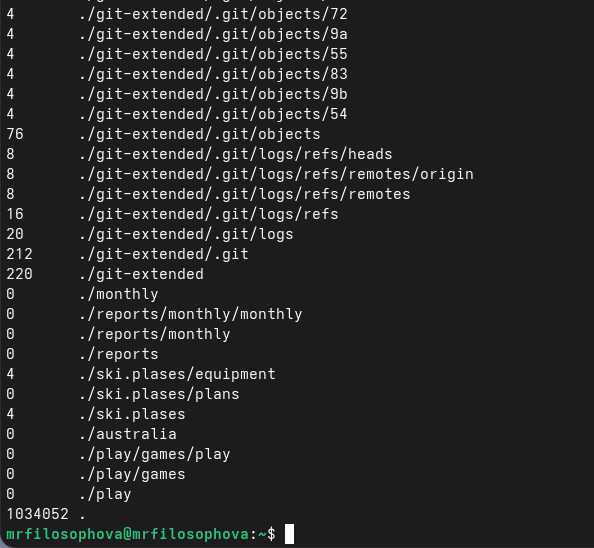 4 ./git-extended/.git/objects/72
4 ./git-extended/.git/objects/9a
4 ./git-extended/.git/objects/55
4 ./git-extended/.git/objects/83
4 ./git-extended/.git/objects/9b
4 ./git-extended/.git/objects/54
76 ./git-extended/.git/objects
8 ./git-extended/.git/logs/refs/heads
8 ./git-extended/.git/logs/refs/remotes/origin
8 ./git-extended/.git/logs/refs/remotes
16 ./git-extended/.git/logs/refs
20 ./git-extended/.git/logs
212 ./git-extended/.git
220 ./git-extended
0 ./monthly
0 ./reports/monthly/monthly
0 ./reports/monthly
0 ./reports
4 ./ski.plases/equipment
0 ./ski.plases/plans
4 ./ski.plases
0 ./australia
0 ./play/games/play
0 ./play/games
0 ./play
1034052 .
mrfilosophova@mrfilosophova:~$